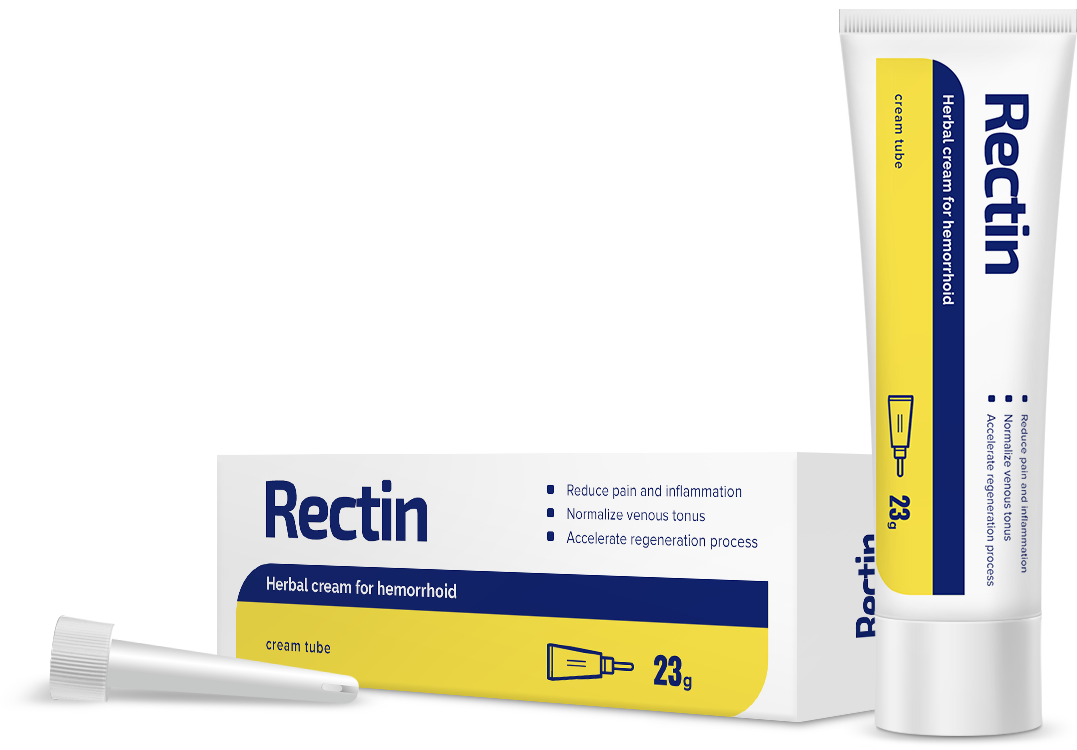 Rectin
Reduce pain and inflammation
Normalize venous tonus
Accelerate regeneration process
Herbal cream for hemorrhoid
cream tube
23g
Rectin
Rectin
Herbal cream for hemorrhoid
cream tube
Reduce pain and inflammation
Normalize venous tonus
Accelerate regeneration process
23g